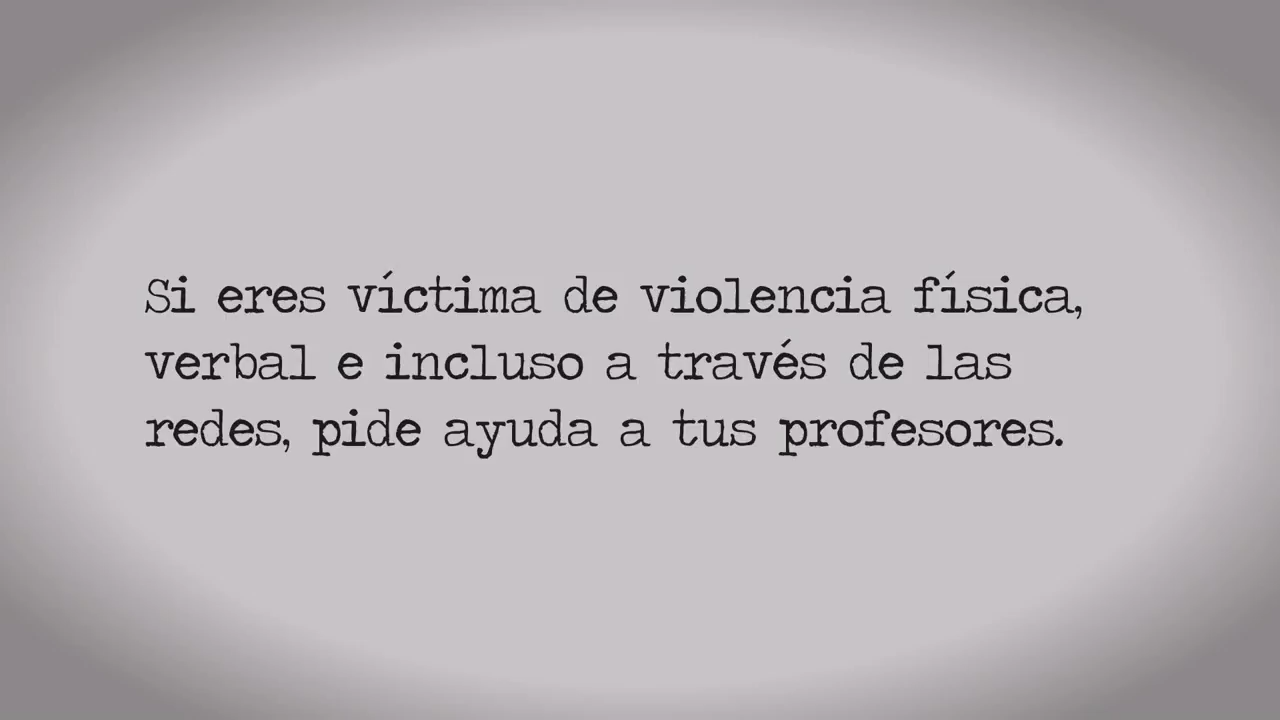 Si eres víctima de violencia física,
verbal e incluso a través de las
redes, pide ayuda a tus profesores.